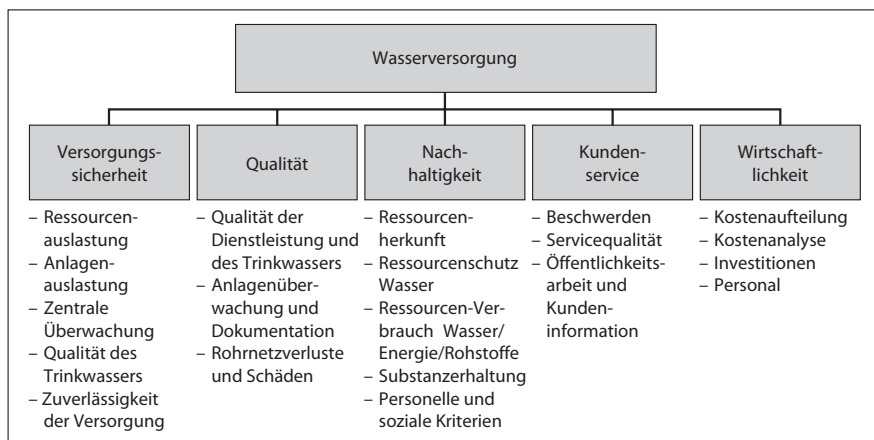 Wasserversorgung
Versorgungs-
sicherheit
– Ressourcen-
auslastung
– Anlagen-
auslastung
– Zentrale
Überwachung
– Qualität des
Trinkwassers
– Zuverlässigkeit
der Versorgung
Qualität
– Qualität der
Dienstleistung und
des Trinkwassers
– Anlagenüber-
wachung und
Dokumentation
– Rohrnetzverluste
und Schäden
Nach-
haltigkeit
– Ressourcen-
herkunft
– Ressourcenschutz
Wasser
– Ressourcen-Ver-
brauch Wasser/
Energie/Rohstoffe
– Substanzerhaltung
– Personelle und
soziale Kriterien
Kunden-
service
– Beschwerden
– Servicequalität
– Öffentlichkeits-
arbeit und
Kunden-
information
Wirtschaft-
lichkeit
– Kostenaufteilung
– Kostenanalyse
– Investitionen
– Personal